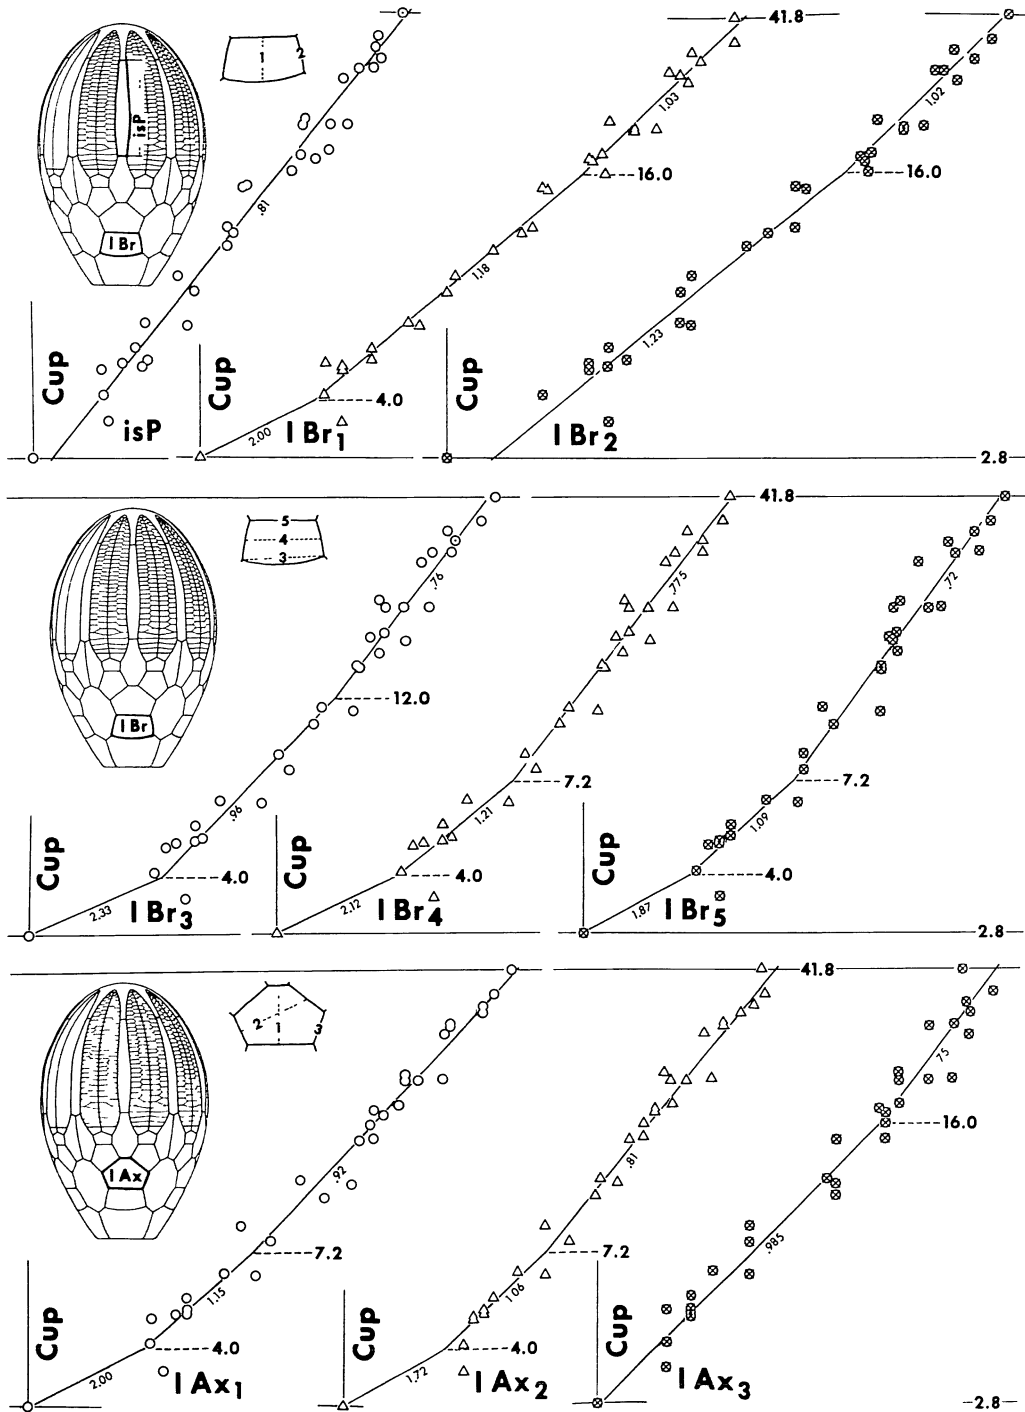 41.8
1
2
isP
1.03
1.02
16.0
16.0
.81
I Br
1.18
1.23
Cup
Cup
Cup
4.0
isP
I Br1
I Br2
2.00
2.8
41.8
5
4
3
.76
.775
.72
12.0
I Br
7.2
7.2
.96
1.21
1.09
Cup
Cup
Cup
4.0
4.0
4.0
2.33
I Br3
2.12
I Br4
1.87
I Br5
2.8
41.8
2
1
3
.75
16.0
.92
.81
I Ax
7.2
7.2
.985
1.15
1.06
Cup
Cup
Cup
4.0
4.0
2.00
I Ax1
1.72
I Ax2
I Ax3
2.8